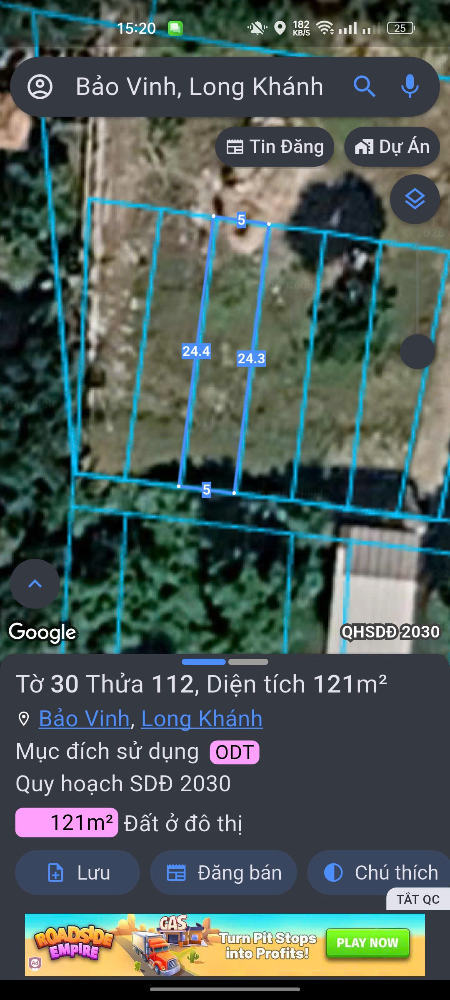 15:20
182 KB/S
25
Bảo Vinh, Long Khánh
Tin Đăng
Dự Án
5
24.4
24.3
5
Google
QHSDĐ 2030
Tờ 30 Thửa 112, Diện tích 121m²
Bảo Vinh, Long Khánh
Mục đích sử dụng ODT
Quy hoạch SDĐ 2030
121m² Đất ở đô thị
Lưu
Đăng bán
Chú thích
TẮT QC
ROADSIDE
EMPIRE
GAS
Turn Pit Stops
into Profits!
PLAY NOW
Ad